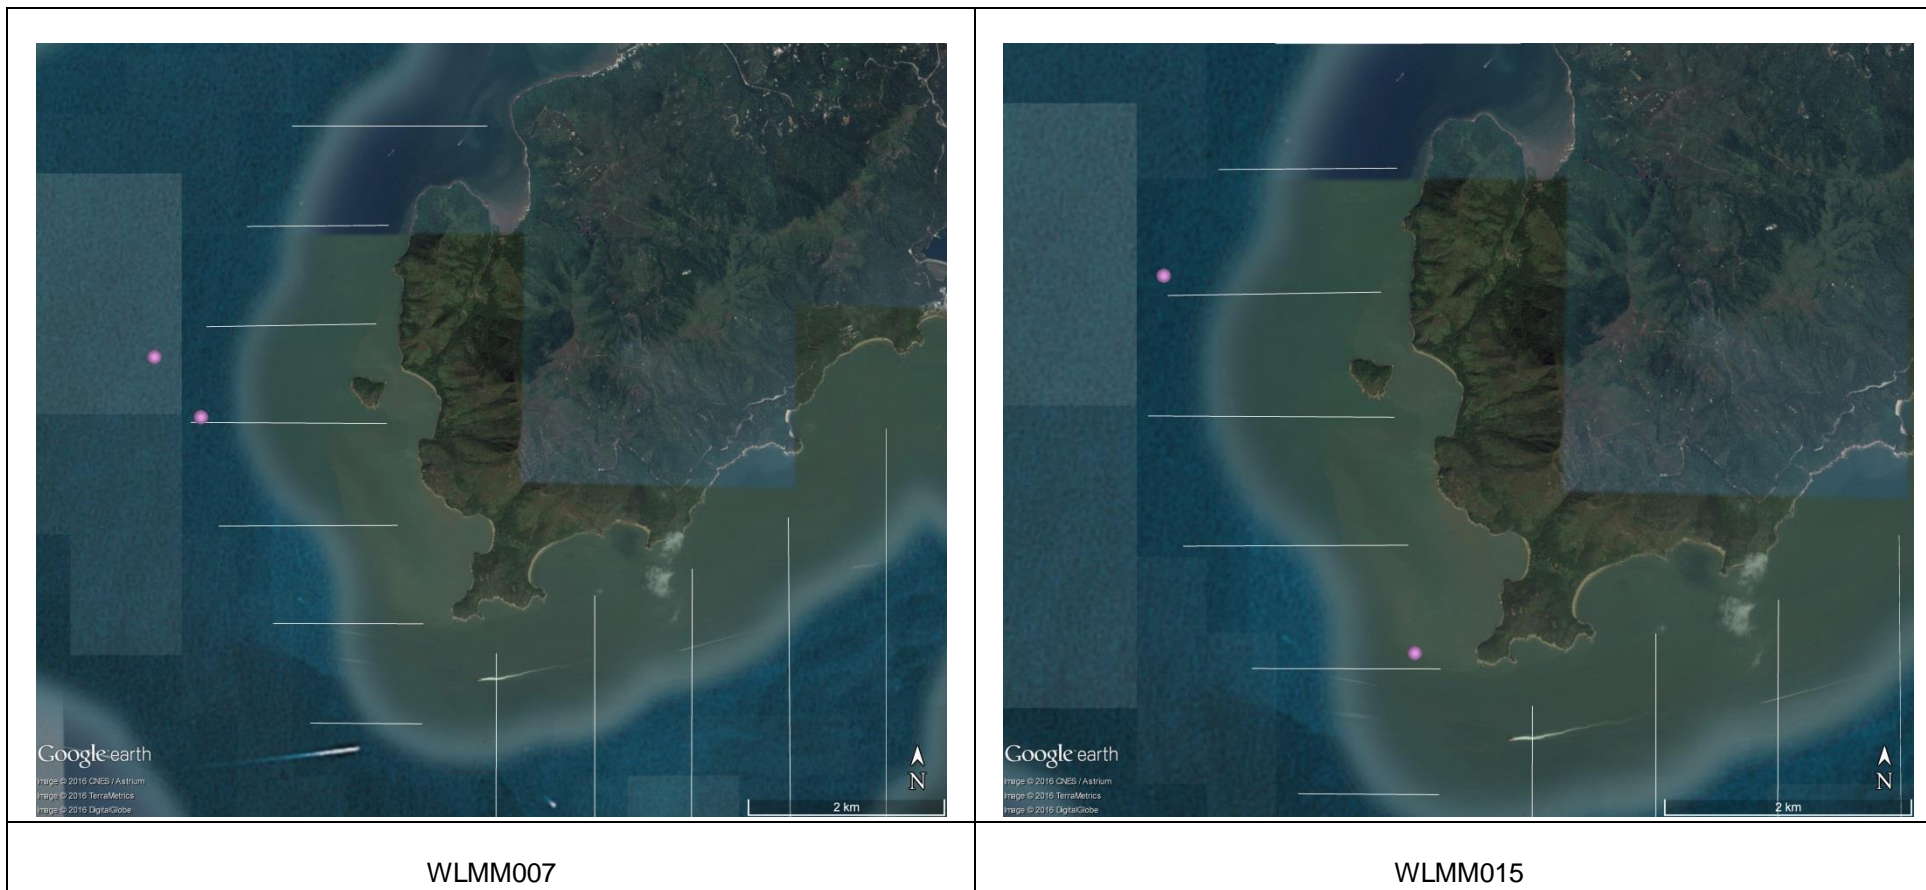 Google earth
Image © 2016 CNES / Astrium
Image © 2016 TerraMetrics
Image © 2016 DigitalGlobe
N
2 km
Google earth
Image © 2016 CNES / Astrium
Image © 2016 TerraMetrics
Image © 2016 DigitalGlobe
N
2 km
WLMM007
WLMM015